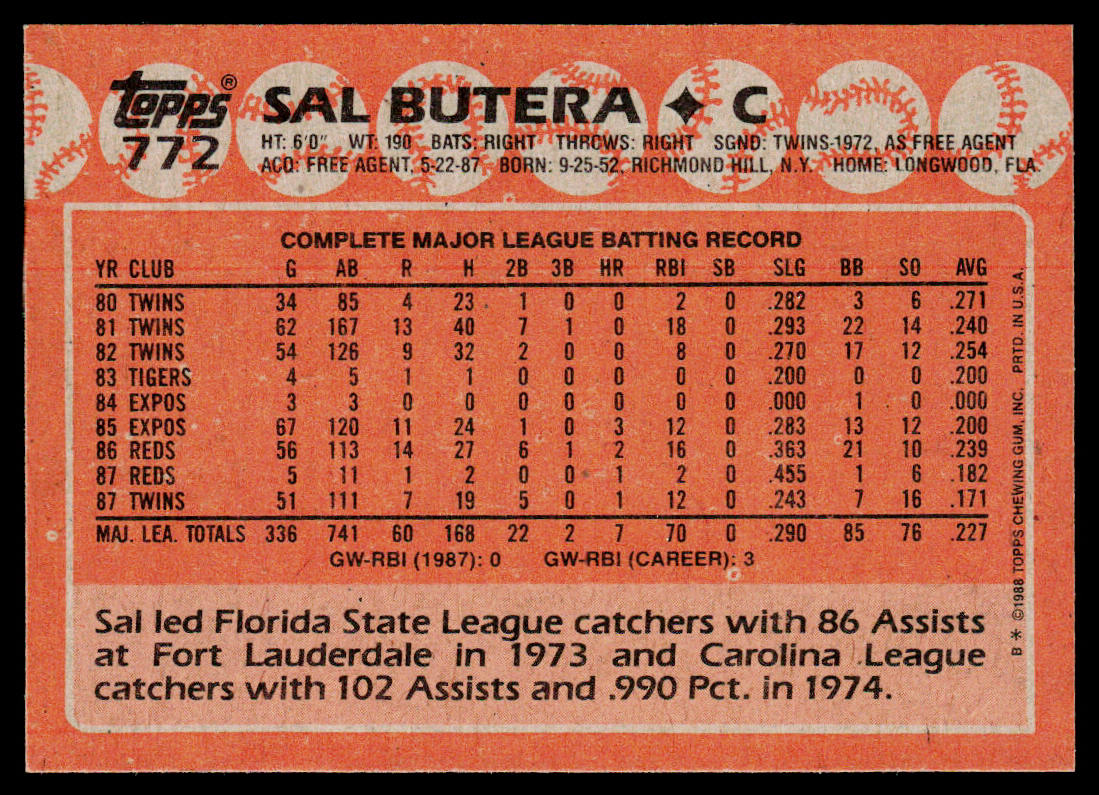 topps® SAL BUTERA ♦ C
772 HT: 6'0" WT: 190 BATS: RIGHT THROWS: RIGHT SGND: TWINS-1972, AS FREE AGENT
ACQ: FREE AGENT, 5-22-87 BORN: 9-25-52, RICHMOND HILL, N.Y. HOME: LONGWOOD, FLA.
COMPLETE MAJOR LEAGUE BATTING RECORD
YR CLUB G AB R H 2B 3B HR RBI SB SLG BB SO AVG
80 TWINS 34 85 4 23 1 0 0 2 0 .282 3 6 .271
81 TWINS 62 167 13 40 7 1 0 18 0 .293 22 14 .240
82 TWINS 54 126 9 32 2 0 0 8 0 .270 17 12 .254
83 TIGERS 4 5 1 1 0 0 0 0 0 .200 0 0 .200
84 EXPOS 3 3 0 0 0 0 0 0 0 .000 1 0 .000
85 EXPOS 67 120 11 24 1 0 3 12 0 .283 13 12 .200
86 REDS 56 113 14 27 6 1 2 16 0 .363 21 10 .239
87 REDS 5 11 1 2 0 0 1 2 0 .455 1 6 .182
87 TWINS 51 111 7 19 5 0 1 12 0 .243 7 16 .171
MAJ. LEA. TOTALS 336 741 60 168 22 2 7 70 0 .290 85 76 .227
GW-RBI (1987): 0 GW-RBI (CAREER): 3
Sal led Florida State League catchers with 86 Assists
at Fort Lauderdale in 1973 and Carolina League
catchers with 102 Assists and .990 Pct. in 1974.
B * ©1988 TOPPS CHEWING GUM, INC. PRTD. IN U.S.A.